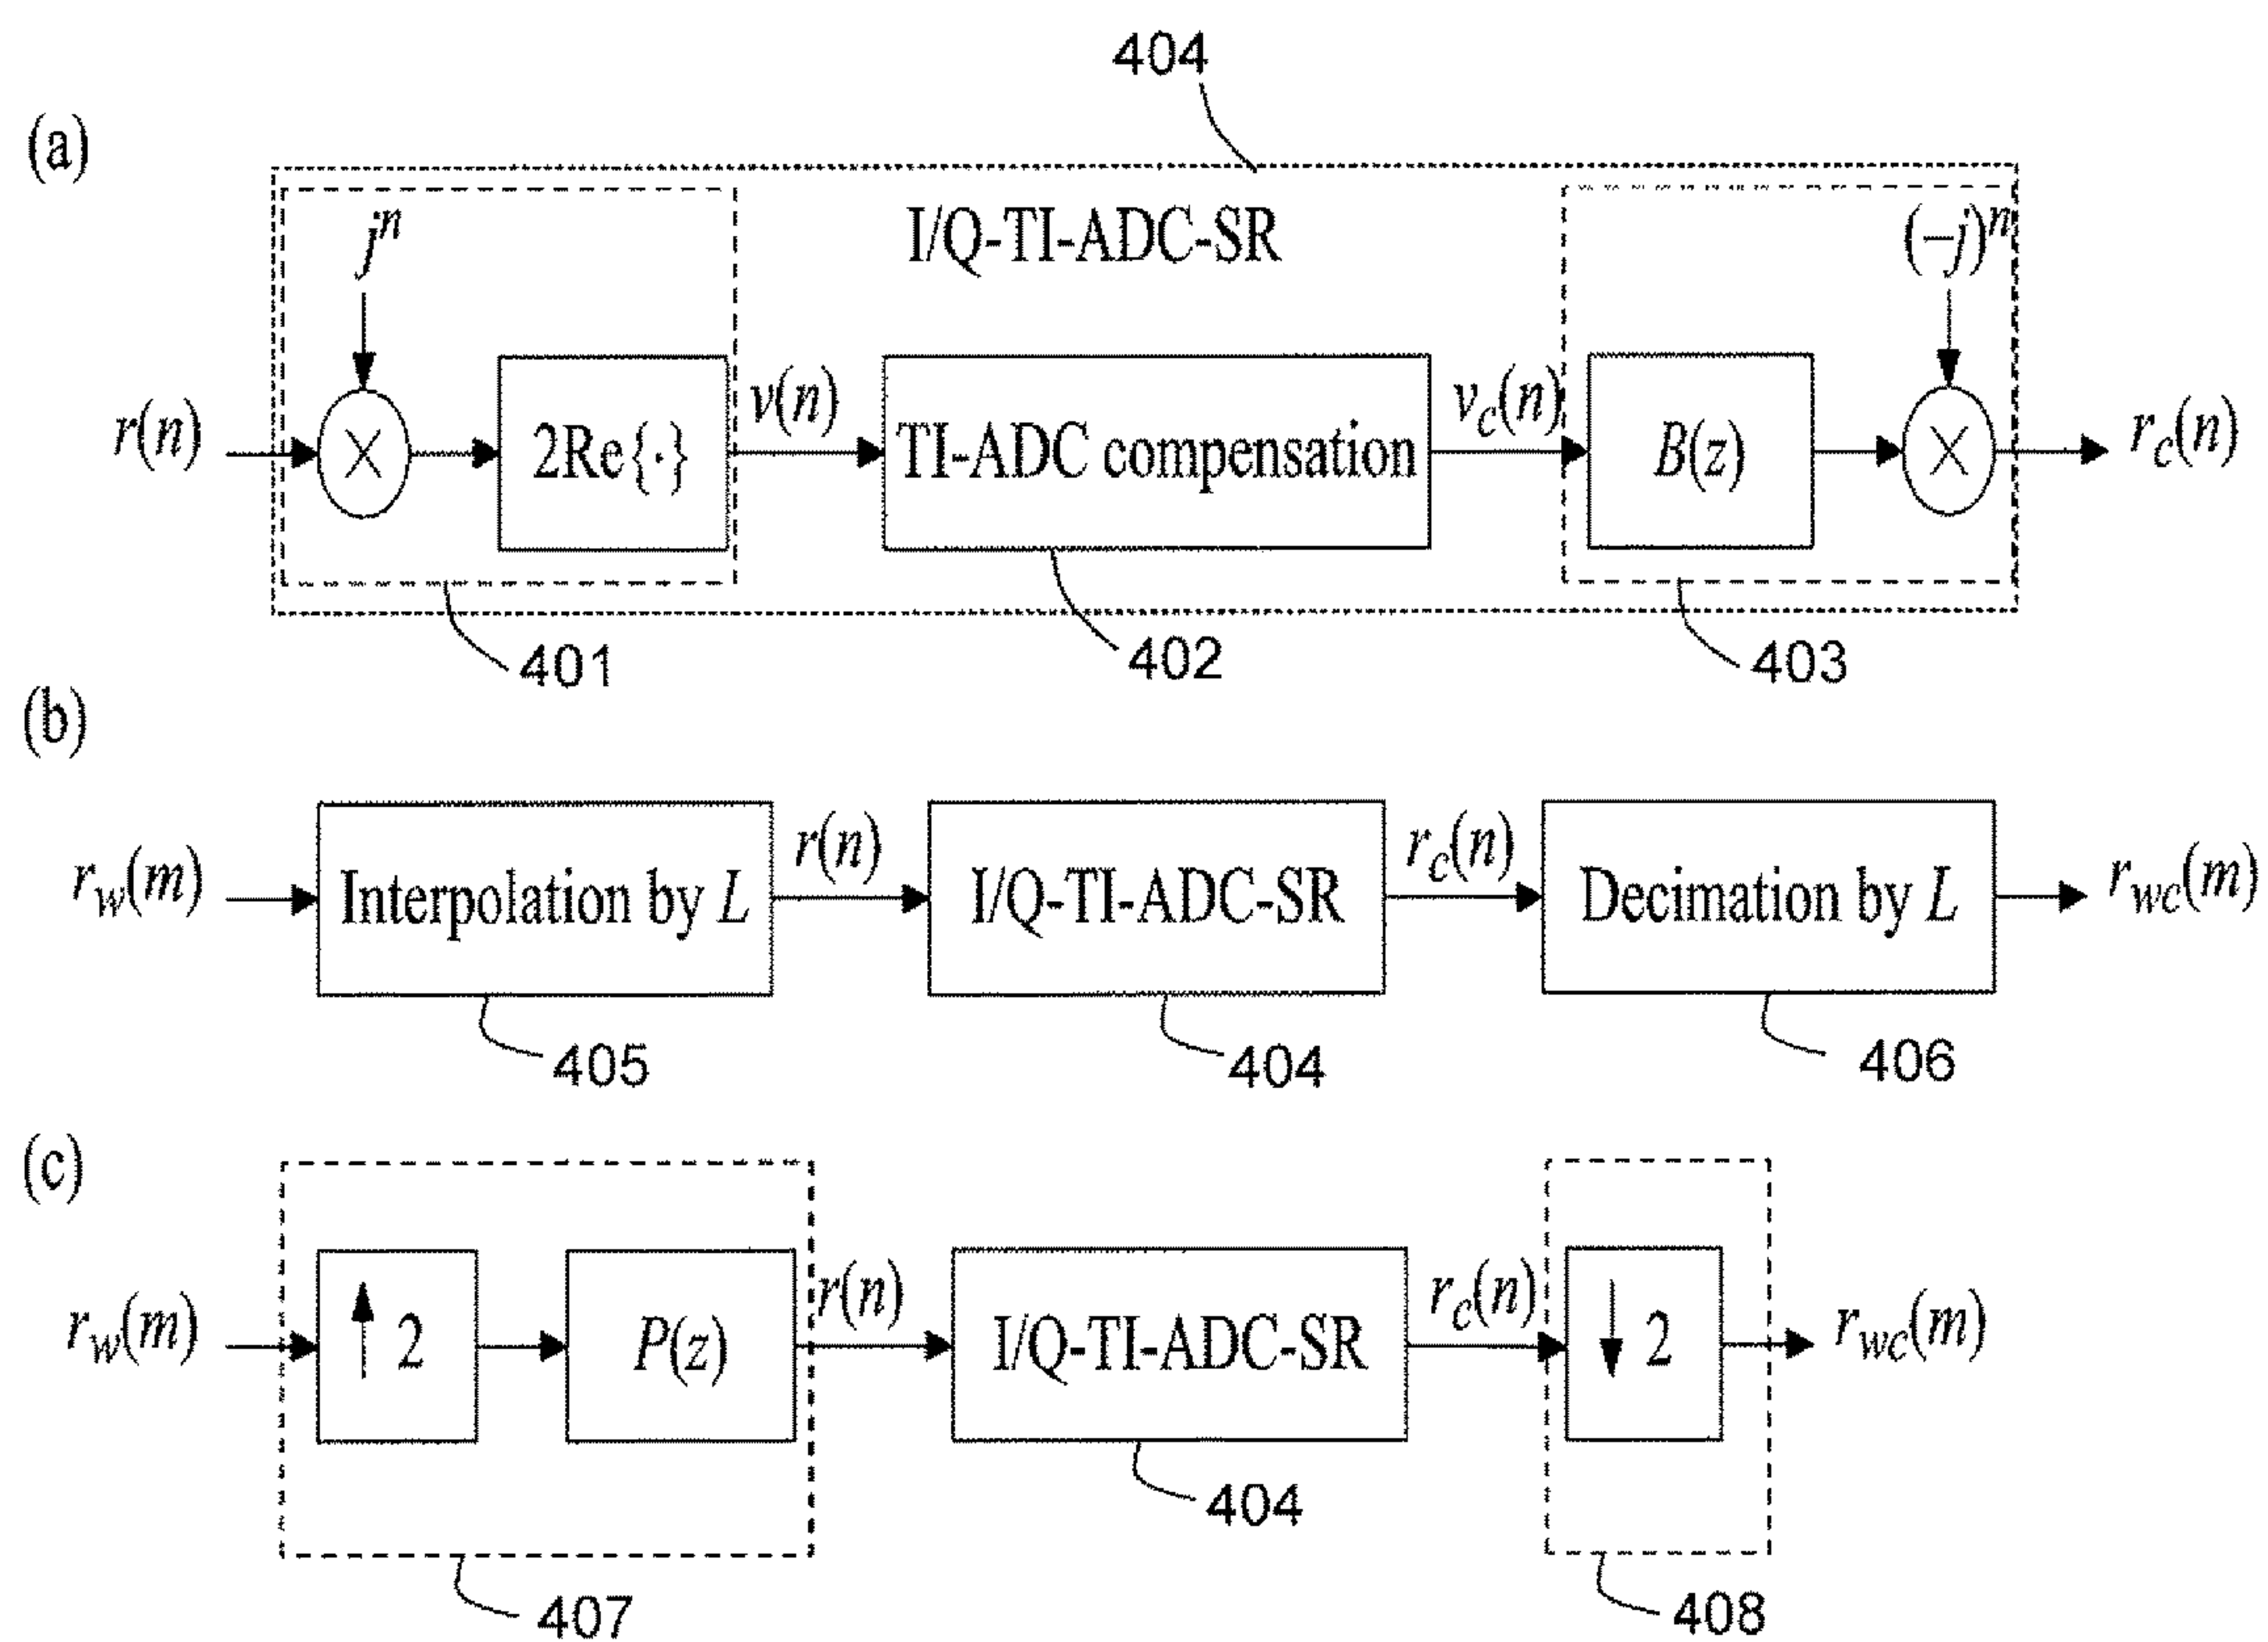 404
(a)
jⁿ
I/Q-TI-ADC-SR
(–j)ⁿ
r(n)
×
2Re{·}
v(n)
TI-ADC compensation
v_c(n)
B(z)
×
r_c(n)
401
402
403
(b)
r_w(m)
Interpolation by L
r(n)
I/Q-TI-ADC-SR
r_c(n)
Decimation by L
r_wc(m)
405
404
406
(c)
r_w(m)
↑ 2
P(z)
r(n)
I/Q-TI-ADC-SR
r_c(n)
↓ 2
r_wc(m)
404
407
408